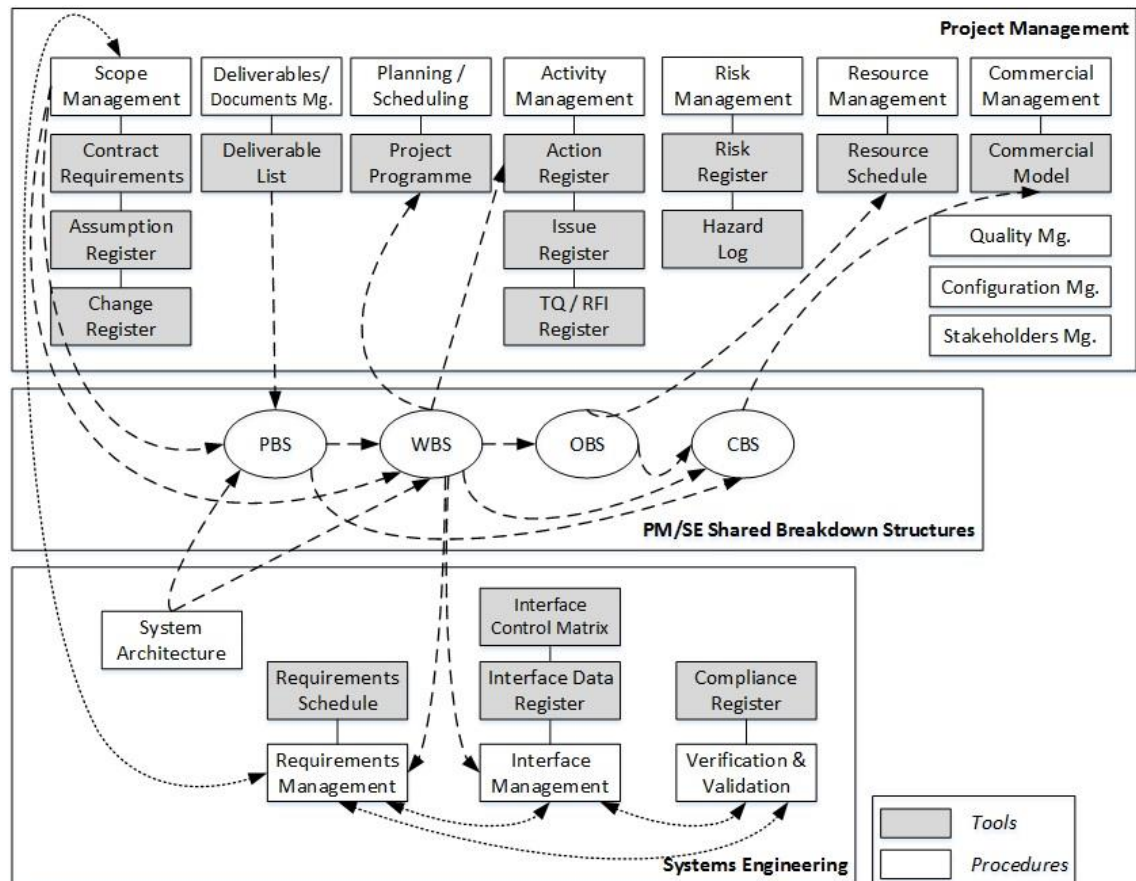 Project Management
Scope
Management
Deliverables/
Documents Mg.
Planning /
Scheduling
Activity
Management
Risk
Management
Resource
Management
Commercial
Management
Contract
Requirements
Deliverable
List
Project
Programme
Action
Register
Risk
Register
Resource
Schedule
Commercial
Model
Assumption
Register
Issue
Register
Hazard
Log
Quality Mg.
Change
Register
TQ / RFI
Register
Configuration Mg.
Stakeholders Mg.
PBS
WBS
OBS
CBS
PM/SE Shared Breakdown Structures
System
Architecture
Interface
Control Matrix
Requirements
Schedule
Interface Data
Register
Compliance
Register
Requirements
Management
Interface
Management
Verification &
Validation
Systems Engineering
Tools
Procedures